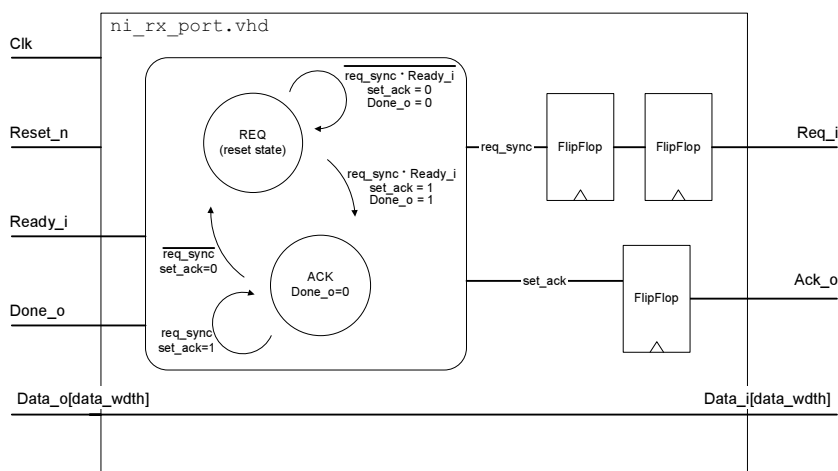 ni_rx_port.vhd
Clk
Reset_n
Ready_i
Done_o
Data_o[data_wdth]
req_sync · Ready_i
set_ack = 0
Done_o = 0
REQ
(reset state)
req_sync · Ready_i
set_ack = 1
Done_o = 1
req_sync
set_ack=0
ACK
Done_o=0
req_sync
set_ack=1
req_sync
FlipFlop
FlipFlop
Req_i
set_ack
FlipFlop
Ack_o
Data_i[data_wdth]